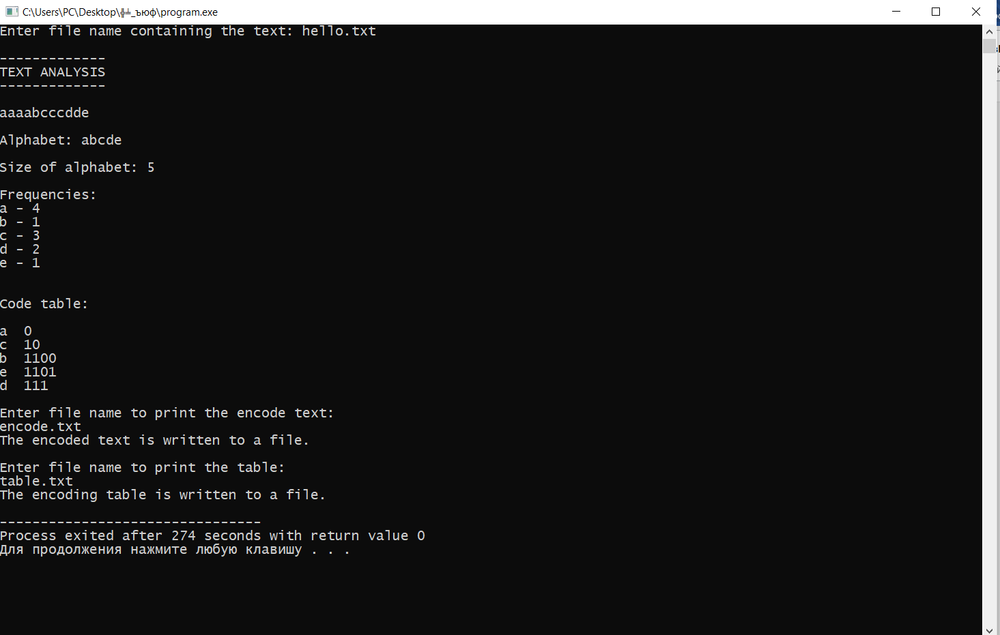 C:\Users\PC\Desktop\╬╧_ъюф\program.exe
Enter file name containing the text: hello.txt
-------------
TEXT ANALYSIS
-------------
aaaabcccdde
Alphabet: abcde
Size of alphabet: 5
Frequencies:
a - 4
b - 1
c - 3
d - 2
e - 1
Code table:
a  0
c  10
b  1100
e  1101
d  111
Enter file name to print the encode text:
encode.txt
The encoded text is written to a file.
Enter file name to print the table:
table.txt
The encoding table is written to a file.
--------------------------------
Process exited after 274 seconds with return value 0
Для продолжения нажмите любую клавишу . . .